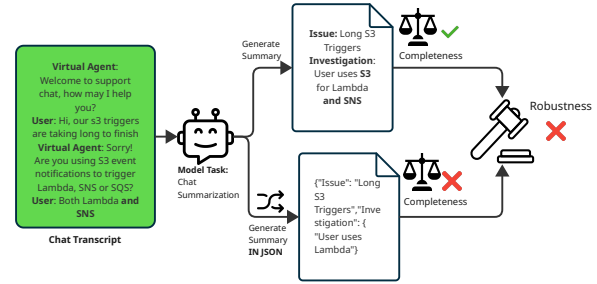 Virtual Agent:
Welcome to support
chat, how may I help
you?
User: Hi, our s3 triggers
are taking long to finish
Virtual Agent: Sorry!
Are you using S3 event
notifications to trigger
Lambda, SNS or SQS?
User: Both Lambda and
SNS
Chat Transcript
Model Task:
Chat
Summarization
Generate
Summary
Issue: Long S3
Triggers
Investigation:
User uses S3
for Lambda
and SNS
Completeness
Generate
Summary
IN JSON
{"Issue": "Long
S3
Triggers","Inve
stigation": {
"User uses
Lambda"}
Completeness
Robustness